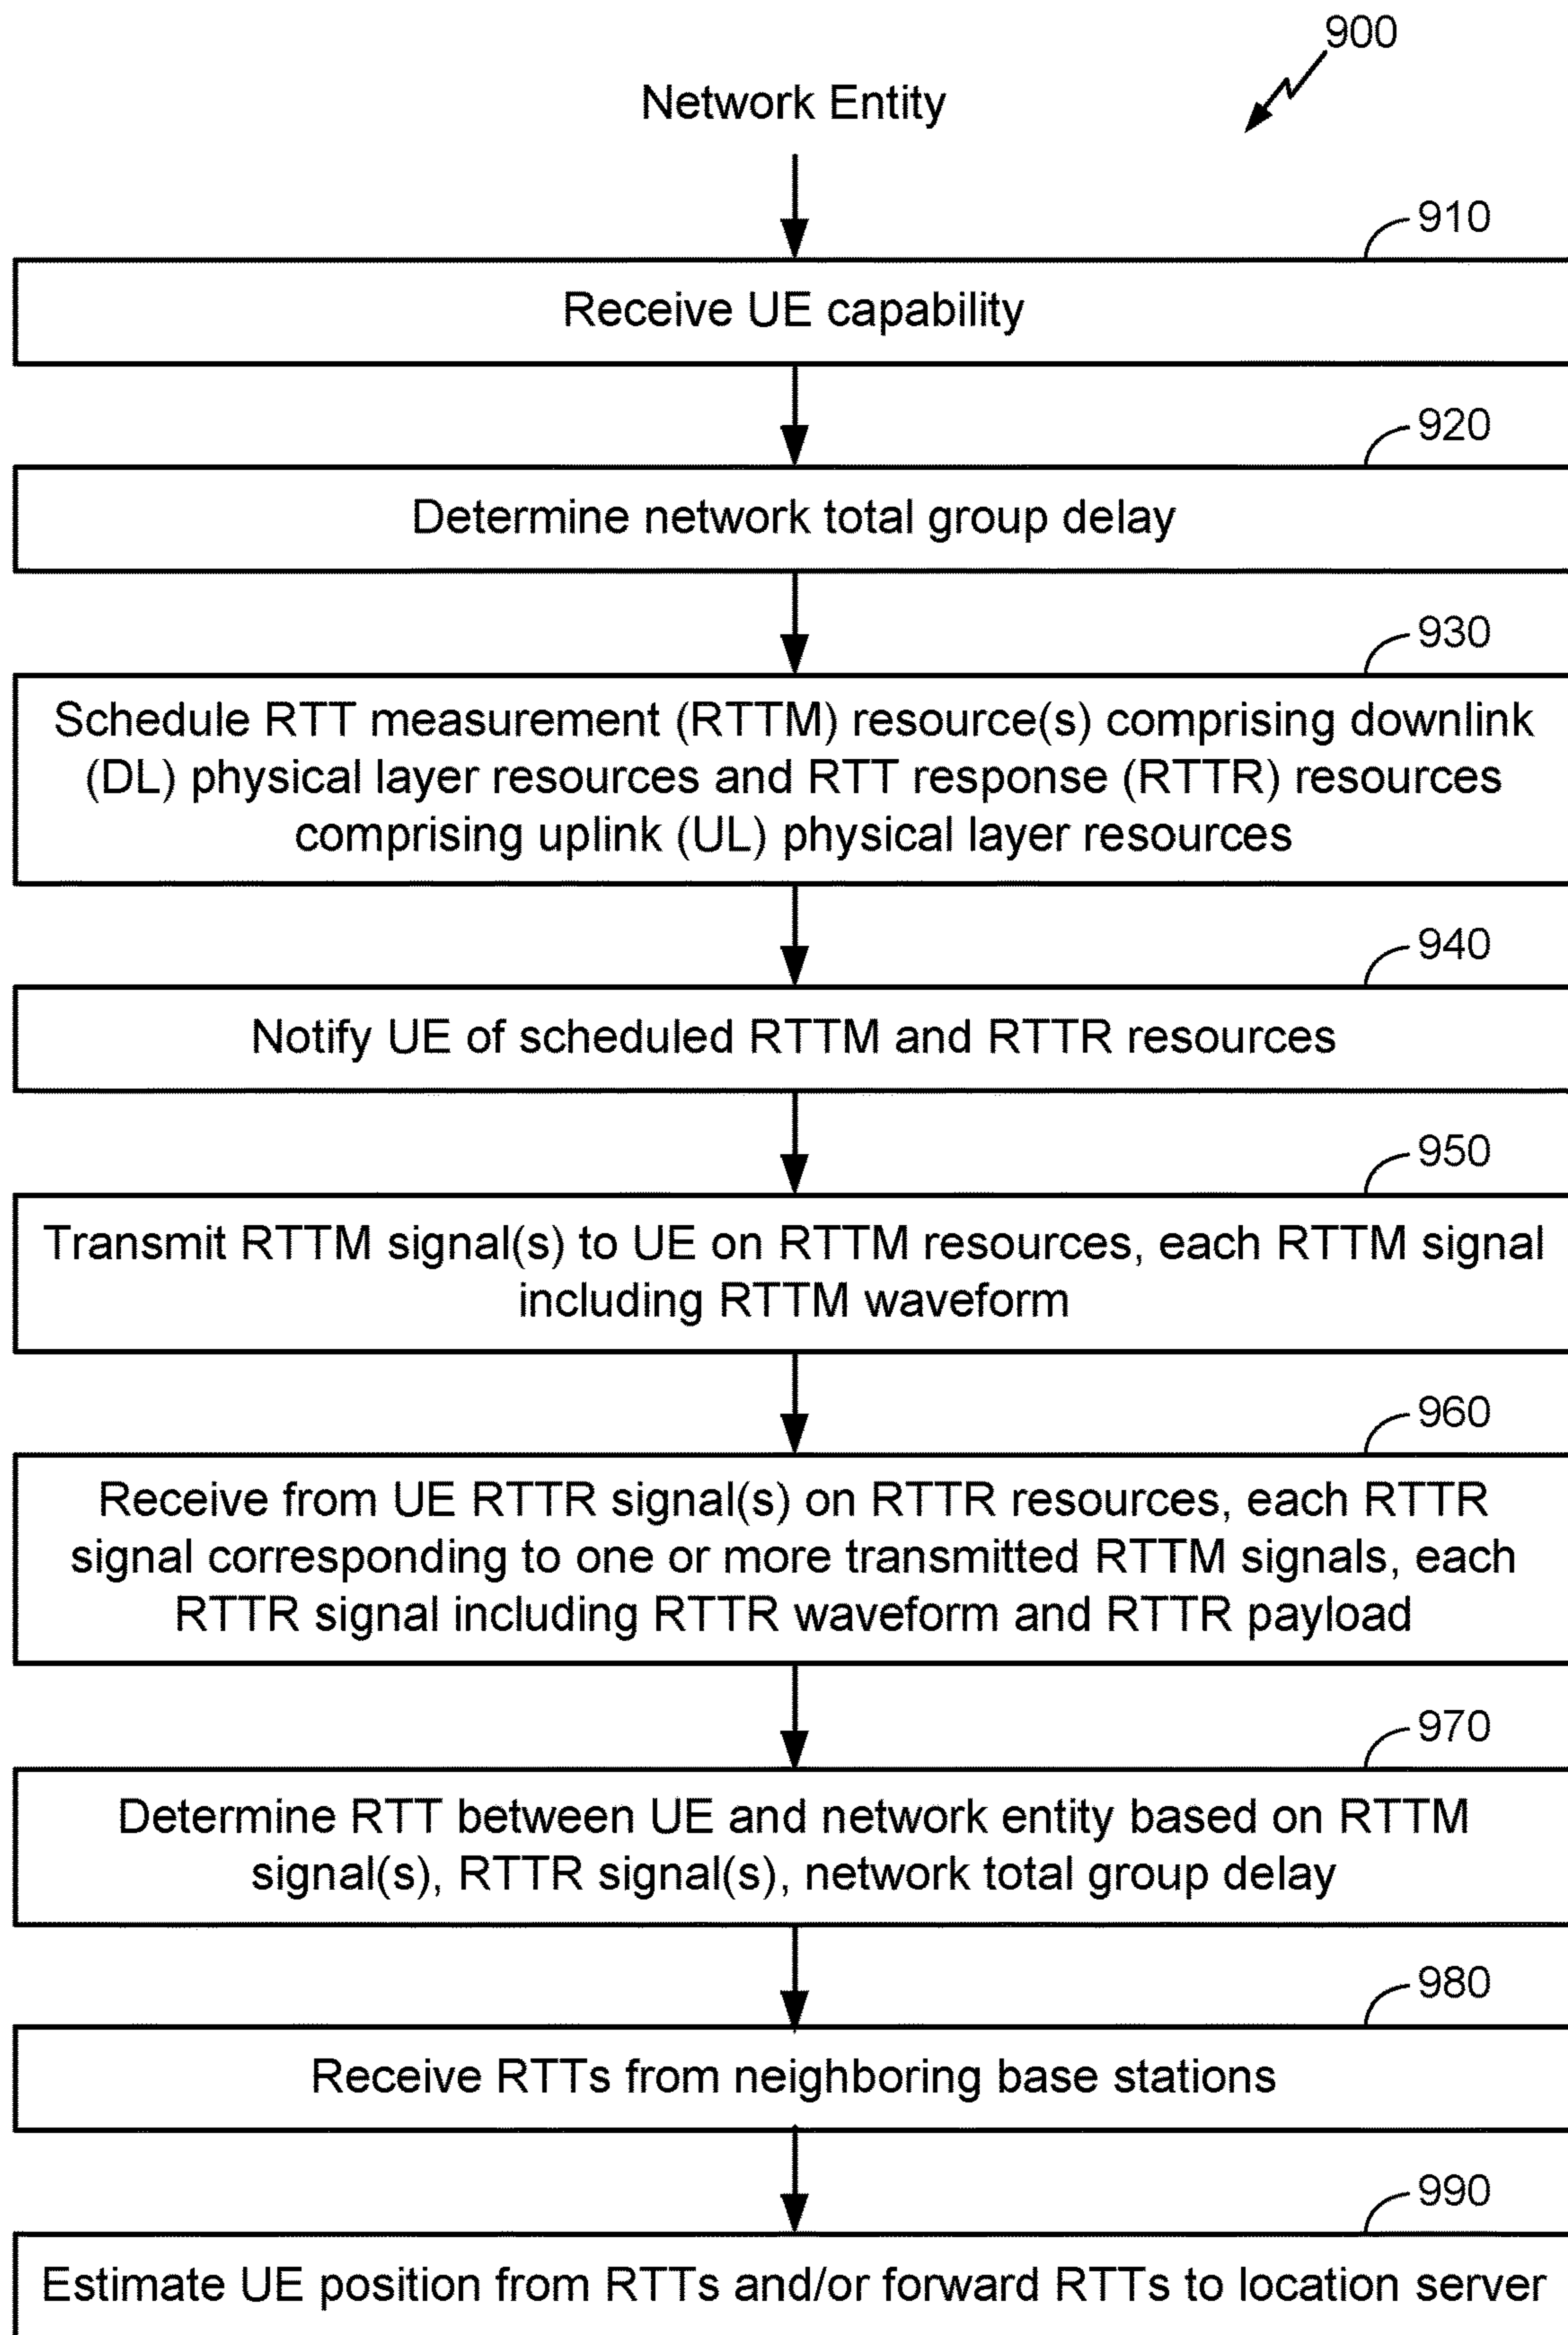 900
Network Entity
910
Receive UE capability
920
Determine network total group delay
930
Schedule RTT measurement (RTTM) resource(s) comprising downlink
(DL) physical layer resources and RTT response (RTTR) resources
comprising uplink (UL) physical layer resources
940
Notify UE of scheduled RTTM and RTTR resources
950
Transmit RTTM signal(s) to UE on RTTM resources, each RTTM signal
including RTTM waveform
960
Receive from UE RTTR signal(s) on RTTR resources, each RTTR
signal corresponding to one or more transmitted RTTM signals, each
RTTR signal including RTTR waveform and RTTR payload
970
Determine RTT between UE and network entity based on RTTM
signal(s), RTTR signal(s), network total group delay
980
Receive RTTs from neighboring base stations
990
Estimate UE position from RTTs and/or forward RTTs to location server